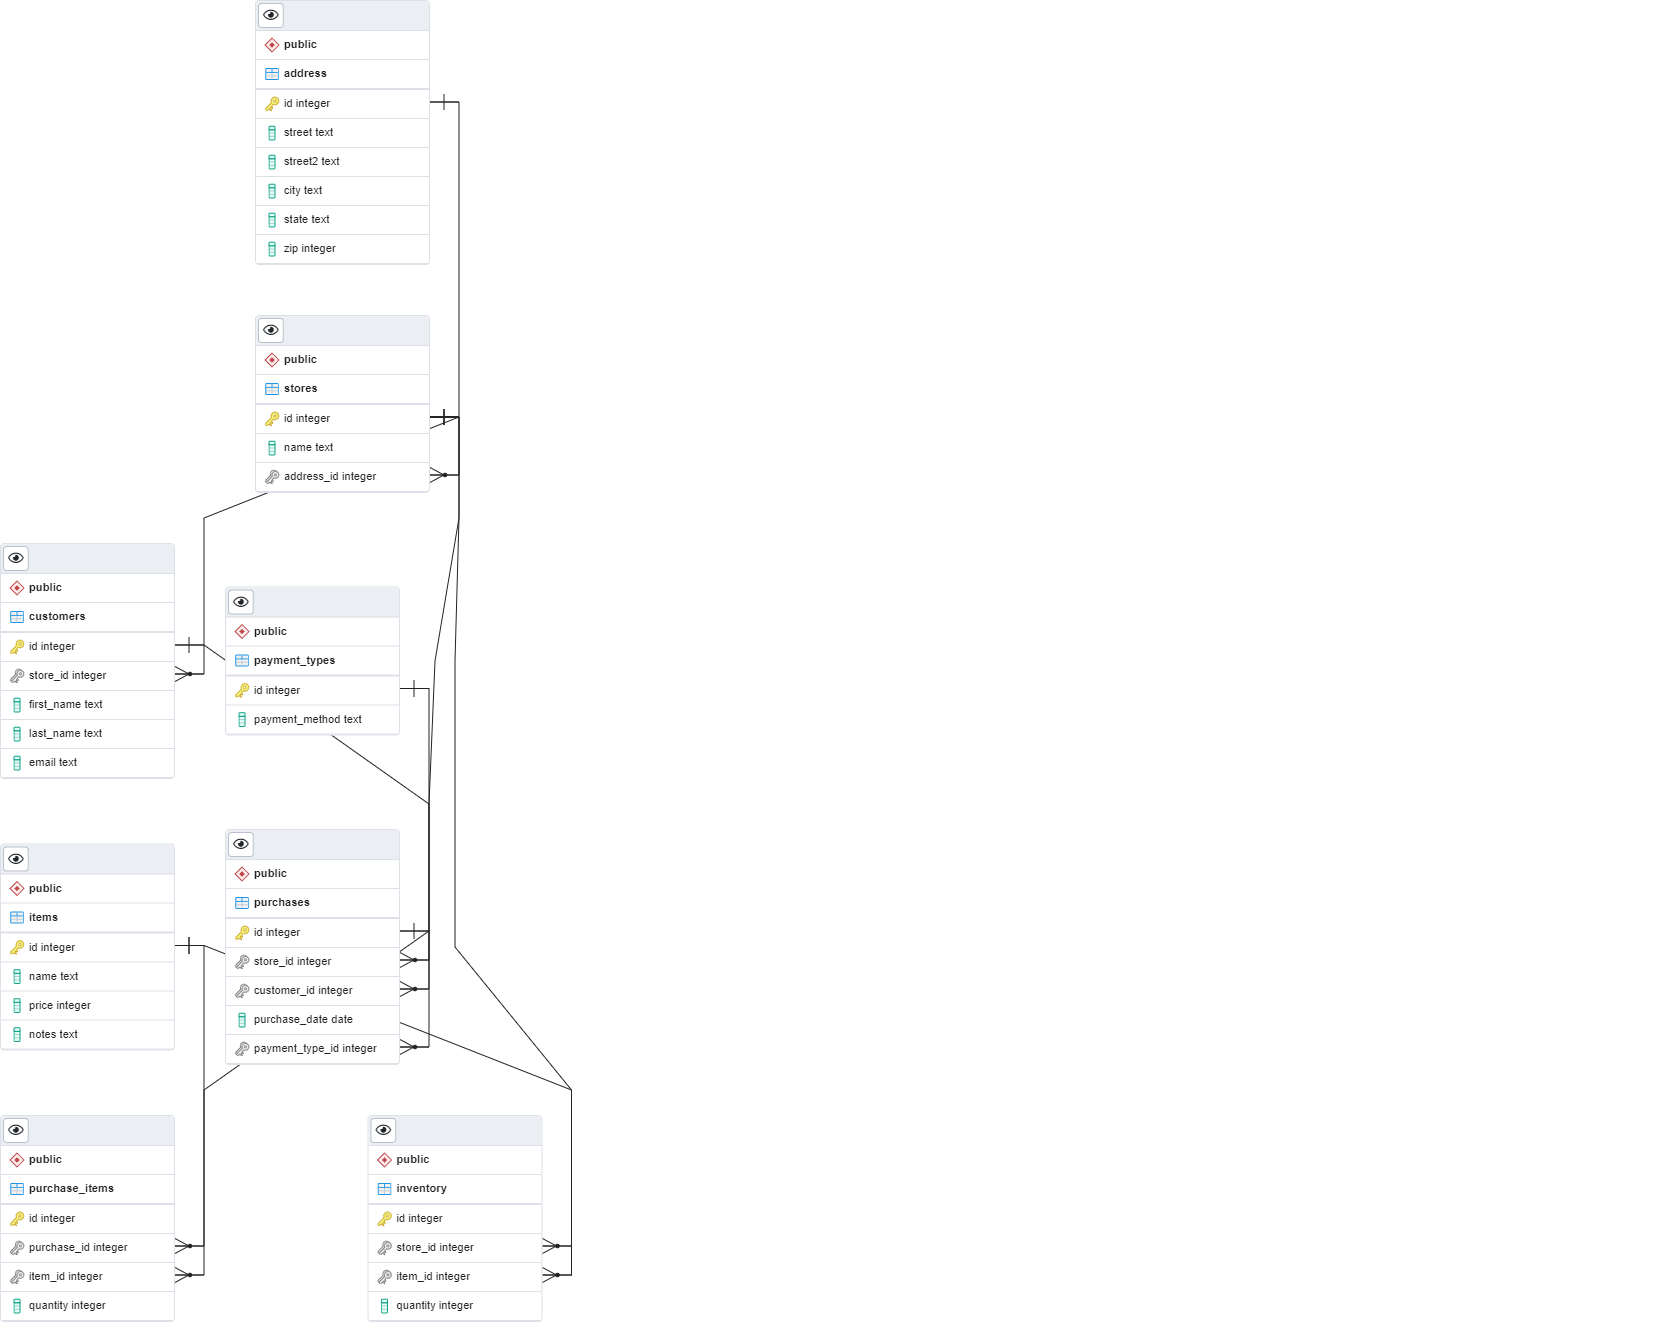 public
address
id integer
street text
street2 text
city text
state text
zip integer
public
stores
id integer
name text
address_id integer
public
customers
id integer
store_id integer
first_name text
last_name text
email text
public
payment_types
id integer
payment_method text
public
items
id integer
name text
price integer
notes text
public
purchases
id integer
store_id integer
customer_id integer
purchase_date date
payment_type_id integer
public
purchase_items
id integer
purchase_id integer
item_id integer
quantity integer
public
inventory
id integer
store_id integer
item_id integer
quantity integer